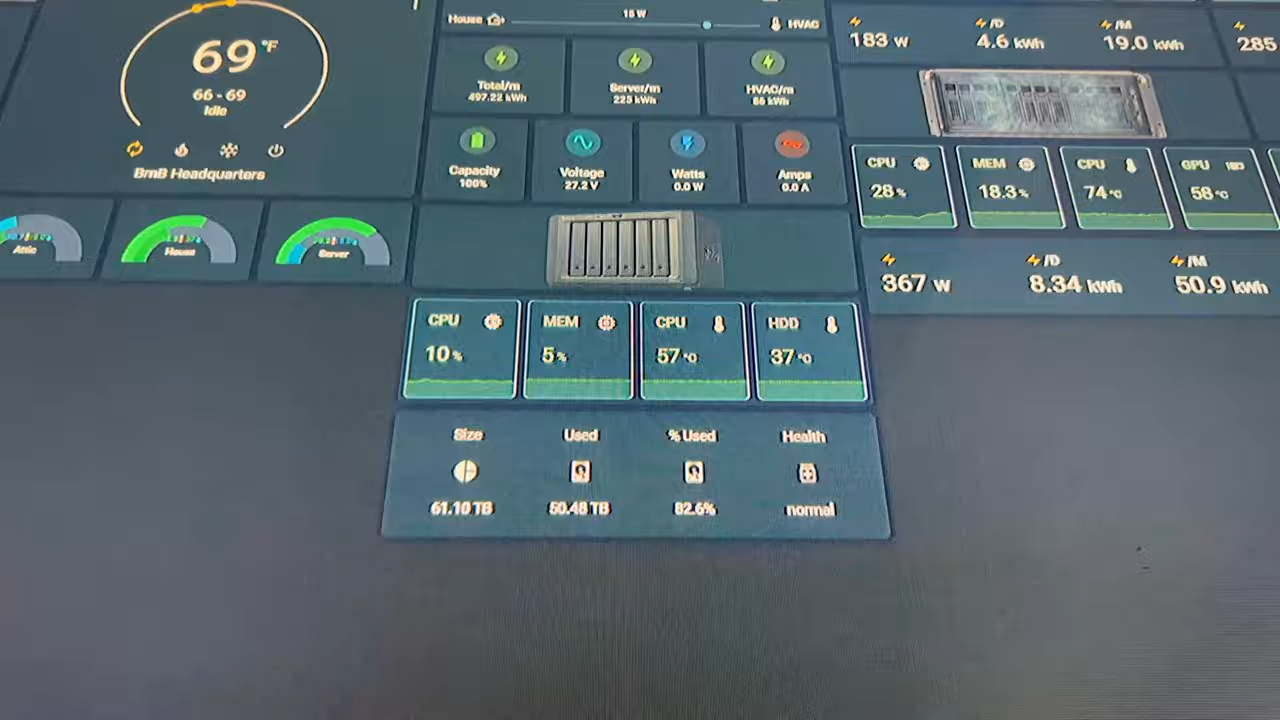 69 °F
66 - 69
Idle
BmB Headquarters
Attic
House
Server
House
15 W
HVAC
Total/m
497.22 kWh
Server/m
223 kWh
HVAC/m
Capacity
100%
Voltage
27.2 V
Watts
0.0 W
Amps
0.0 A
CPU
10 %
MEM
5 %
CPU
57 °C
HDD
37 °C
Size
61.10 TB
Used
50.48 TB
% Used
82.6%
Health
normal
183 W
/D
4.6 kWh
/M
19.0 kWh
285
CPU
28 %
MEM
18.3 %
CPU
74 °C
GPU
58 °C
367 W
/D
8.34 kWh
/M
50.9 kWh